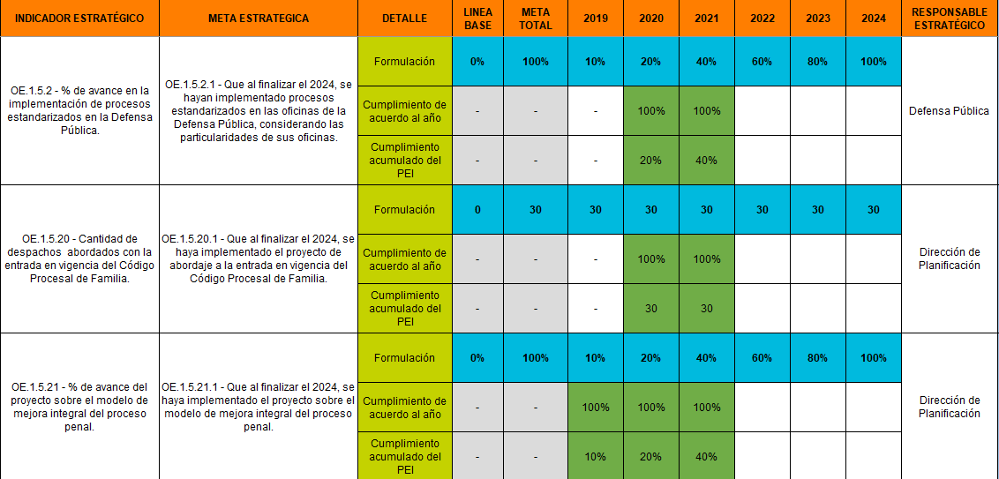 INDICADOR ESTRATÉGICO META ESTRATEGICA DETALLE LINEA BASE META TOTAL 2019 2020 2021 2022 2023 2024 RESPONSABLE ESTRATÉGICO
OE.1.5.2 - % de avance en la
implementación de procesos
estandarizados en la Defensa
Pública.
OE.1.5.2.1 - Que al finalizar el 2024, se
hayan implementado procesos
estandarizados en las oficinas de la
Defensa Pública, considerando las
particularidades de sus oficinas.
Formulación 0% 100% 10% 20% 40% 60% 80% 100%
Cumplimiento de
acuerdo al año - - - 100% 100%
Cumplimiento
acumulado del
PEI - - - 20% 40%
Defensa Pública
OE.1.5.20 - Cantidad de
despachos abordados con la
entrada en vigencia del Código
Procesal de Familia.
OE.1.5.20.1 - Que al finalizar el 2024, se
haya implementado el proyecto de
abordaje a la entrada en vigencia del
Código Procesal de Familia.
Formulación 0 30 30 30 30 30 30 30
Cumplimiento de
acuerdo al año - - - 100% 100%
Cumplimiento
acumulado del
PEI - - - 30 30
Dirección de
Planificación
OE.1.5.21 - % de avance del
proyecto sobre el modelo de
mejora integral del proceso
penal.
OE.1.5.21.1 - Que al finalizar el 2024, se
haya implementado el proyecto sobre el
modelo de mejora integral del proceso
penal.
Formulación 0% 100% 10% 20% 40% 60% 80% 100%
Cumplimiento de
acuerdo al año - - 100% 100% 100%
Cumplimiento
acumulado del
PEI - - 10% 20% 40%
Dirección de
Planificación